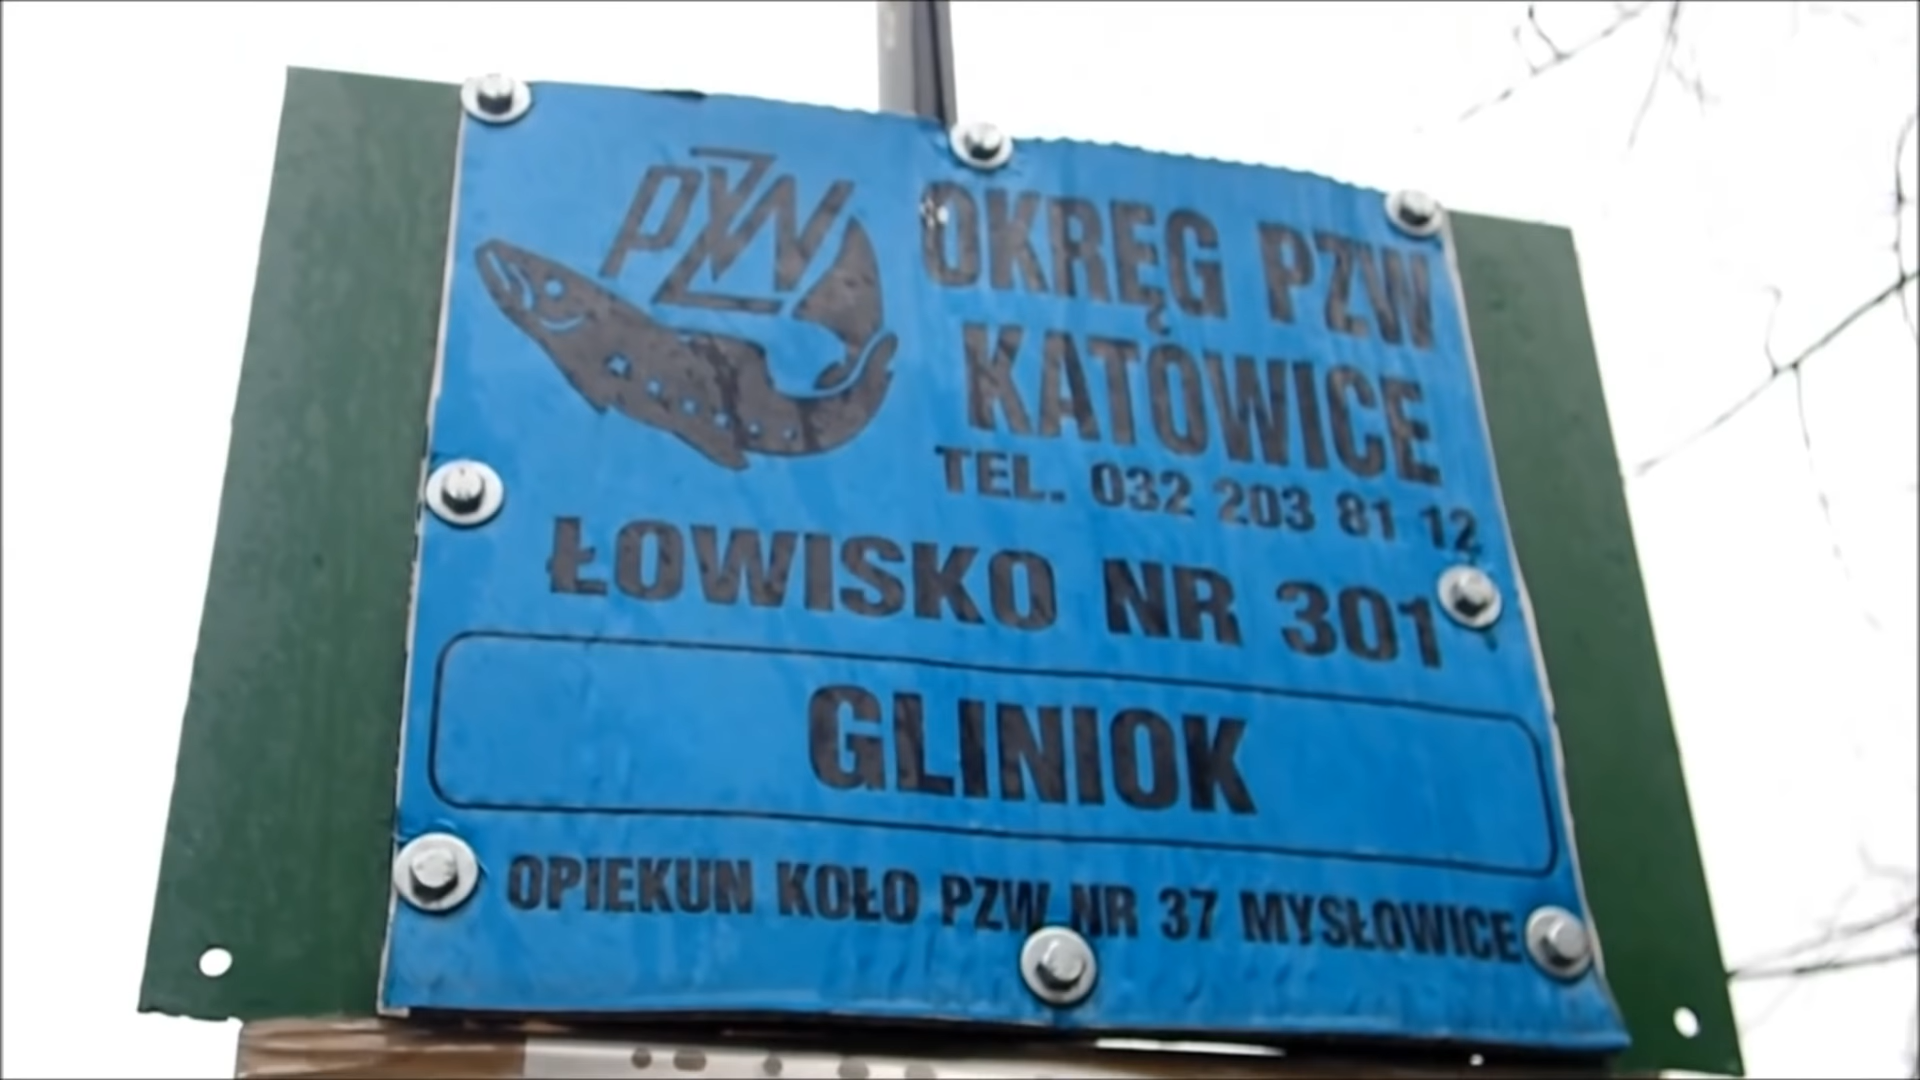 PZW
OKRĘG PZW
KATOWICE
TEL. 032 203 81 12
ŁOWISKO NR 301
GLINIOK
OPIEKUN KOŁO PZW NR 37 MYSŁOWICE